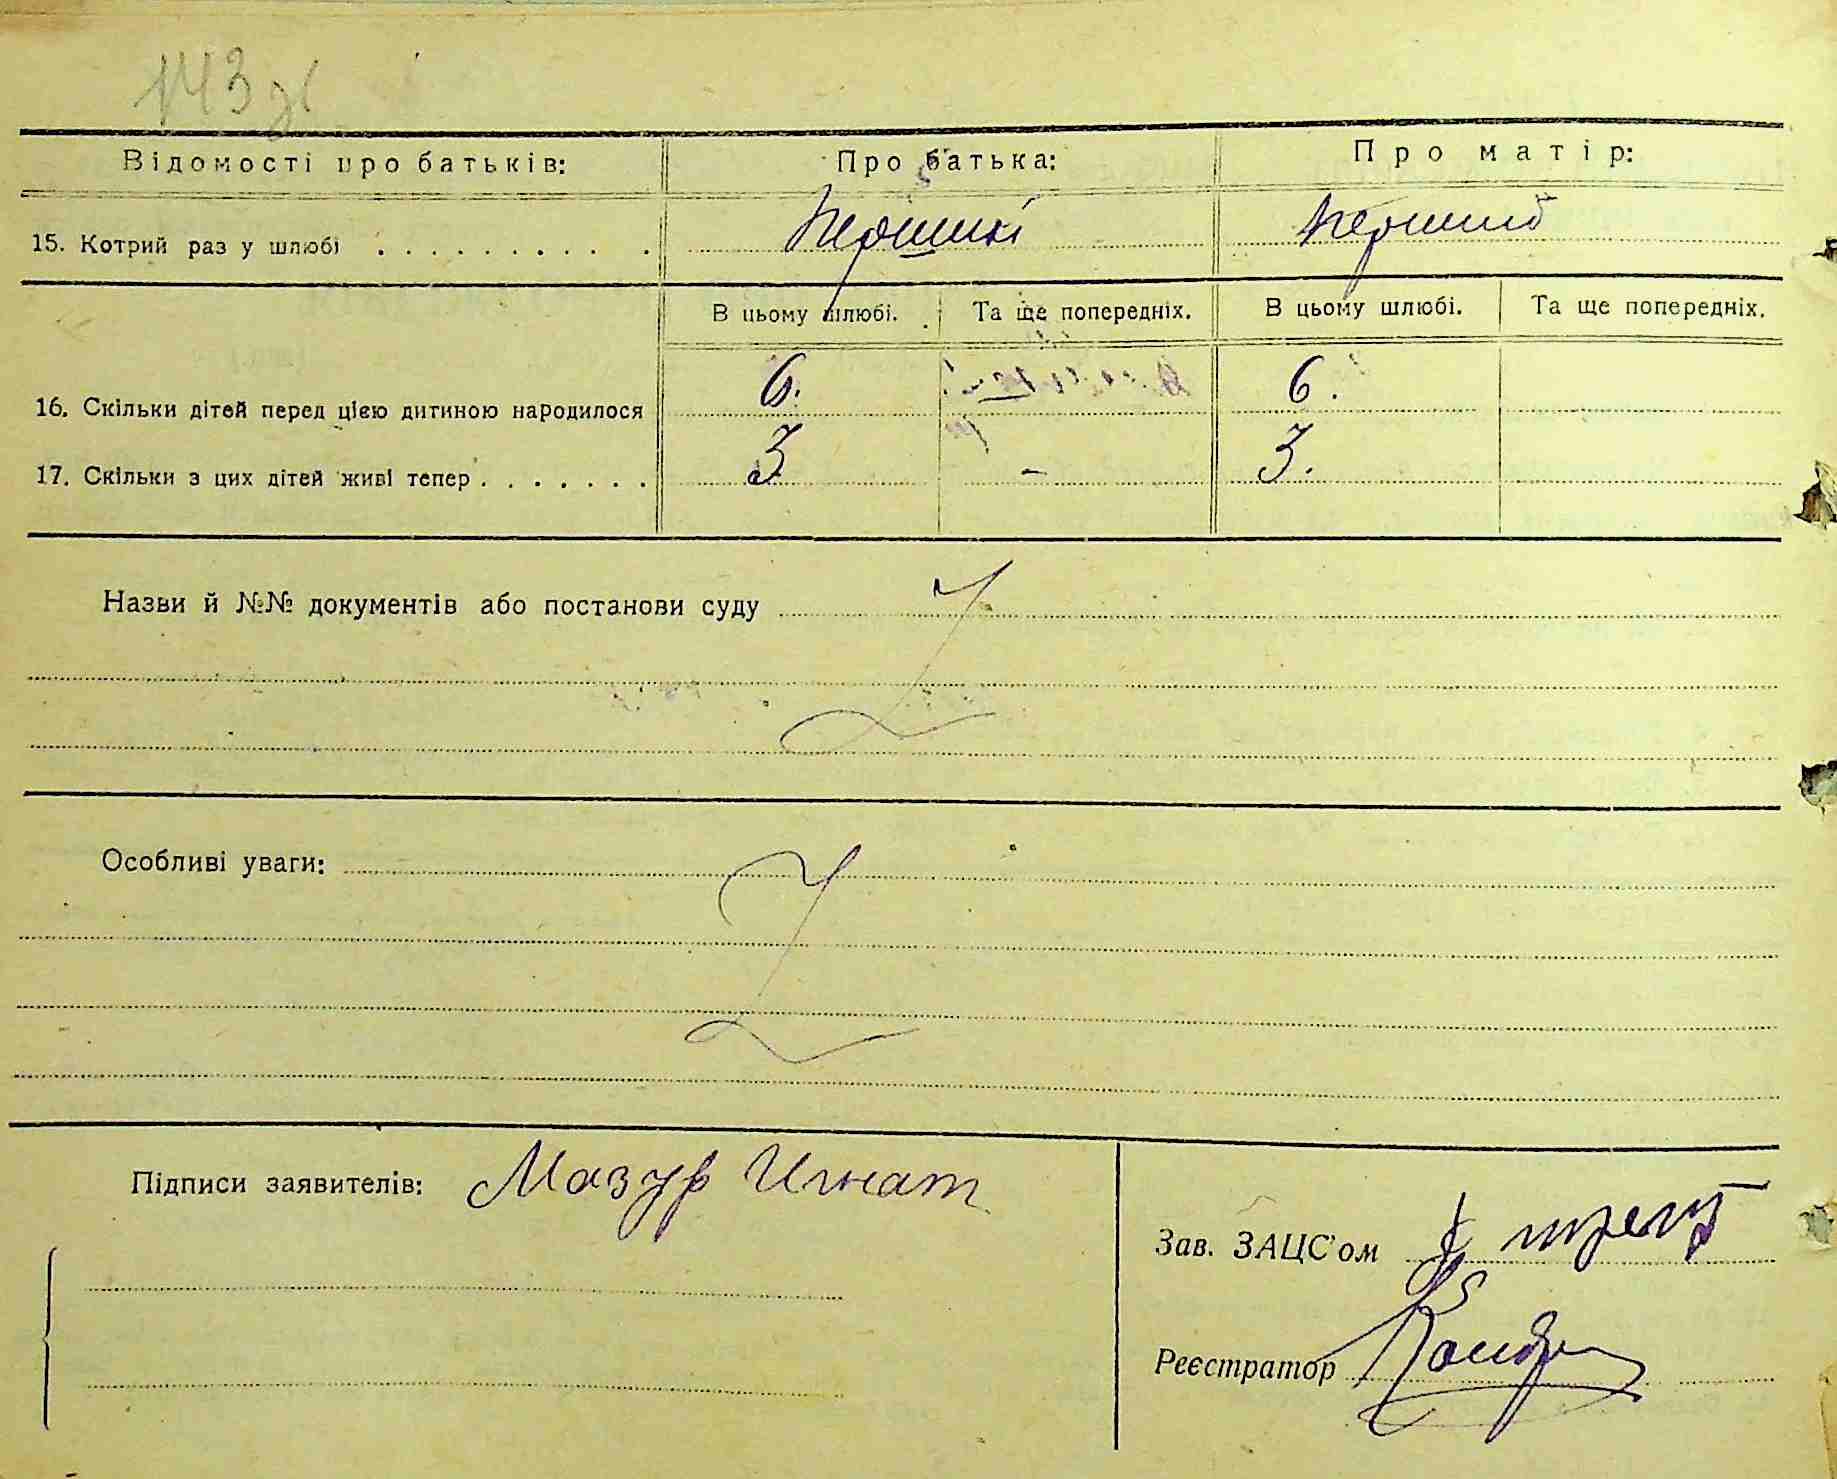 143
Відомості про батьків: Про батька: Про матір:
15. Котрий раз у шлюбі . . . . . . . . . . Перший Перший
В цьому шлюбі. Та ще попередніх. В цьому шлюбі. Та ще попередніх.
16. Скільки дітей перед цією дитиною народилося 6. 6.
17. Скільки з цих дітей живі тепер . . . . . . . 3 - 3.
Назви й №№ документів або постанови суду
Особливі уваги:
Підписи заявителів: Мазур Игнат
Зав. ЗАЦС'ом
Реєстратор